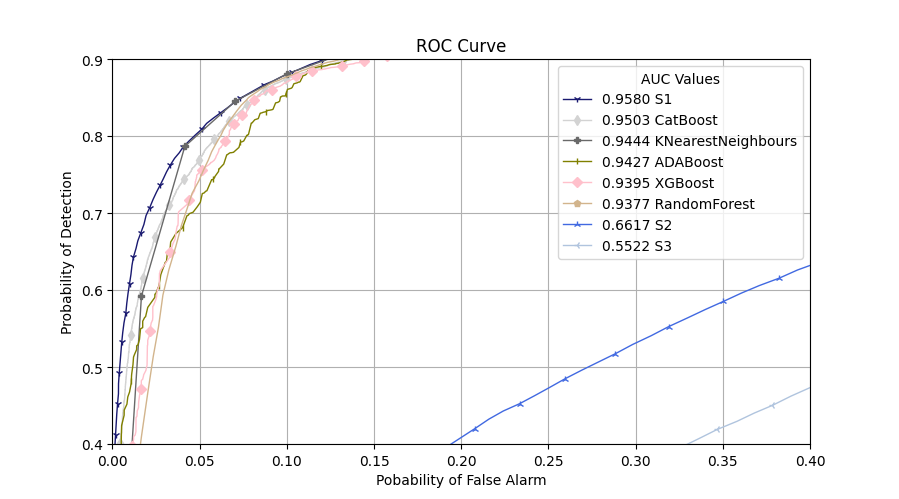 ROC Curve
0.9
0.8
0.7
0.6
0.5
0.4
Probability of Detection
AUC Values
0.9580 S1
0.9503 CatBoost
0.9444 KNearestNeighbours
0.9427 ADABoost
0.9395 XGBoost
0.9377 RandomForest
0.6617 S2
0.5522 S3
0.00 0.05 0.10 0.15 0.20 0.25 0.30 0.35 0.40
Pobability of False Alarm